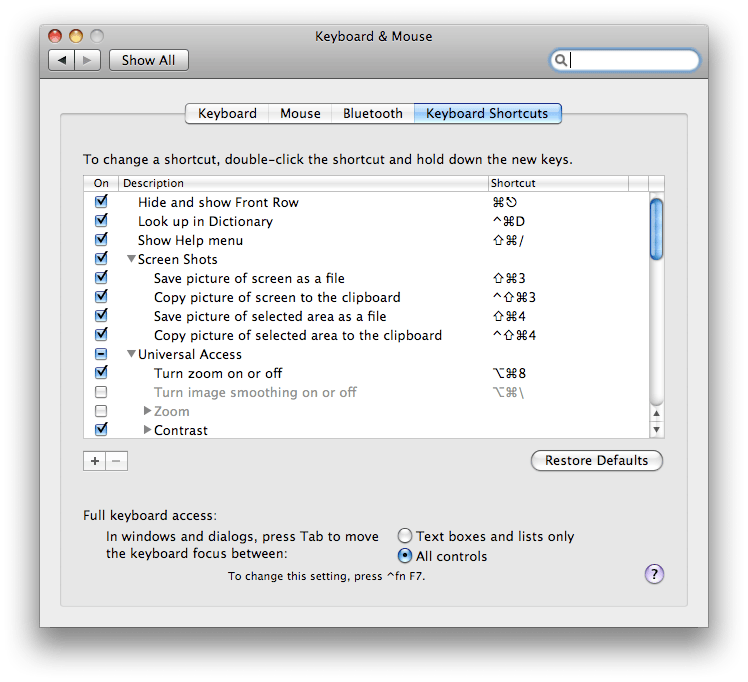 Keyboard & Mouse
Show All
Keyboard Mouse Bluetooth Keyboard Shortcuts
To change a shortcut, double-click the shortcut and hold down the new keys.
On Description Shortcut
Hide and show Front Row ⌘⎋
Look up in Dictionary ^⌘D
Show Help menu ⇧⌘/
Screen Shots
Save picture of screen as a file ⇧⌘3
Copy picture of screen to the clipboard ^⇧⌘3
Save picture of selected area as a file ⇧⌘4
Copy picture of selected area to the clipboard ^⇧⌘4
Universal Access
Turn zoom on or off ⌥⌘8
Turn image smoothing on or off ⌥⌘\
Zoom
Contrast
+ −
Restore Defaults
Full keyboard access:
In windows and dialogs, press Tab to move
the keyboard focus between:
Text boxes and lists only
All controls
To change this setting, press ^fn F7.
?